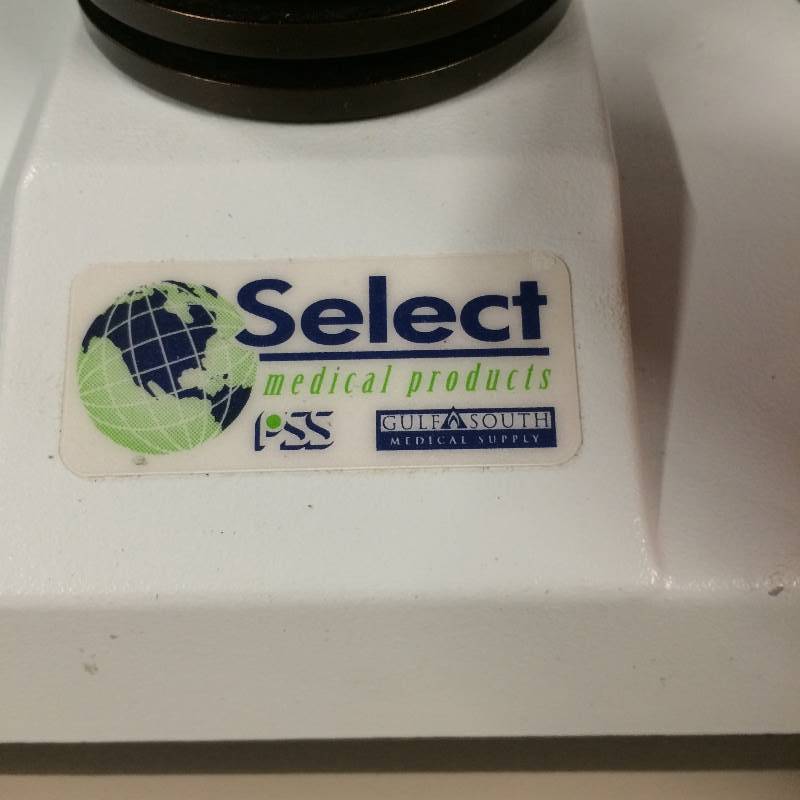 Select
medical products
PSS
GULF SOUTH
MEDICAL SUPPLY